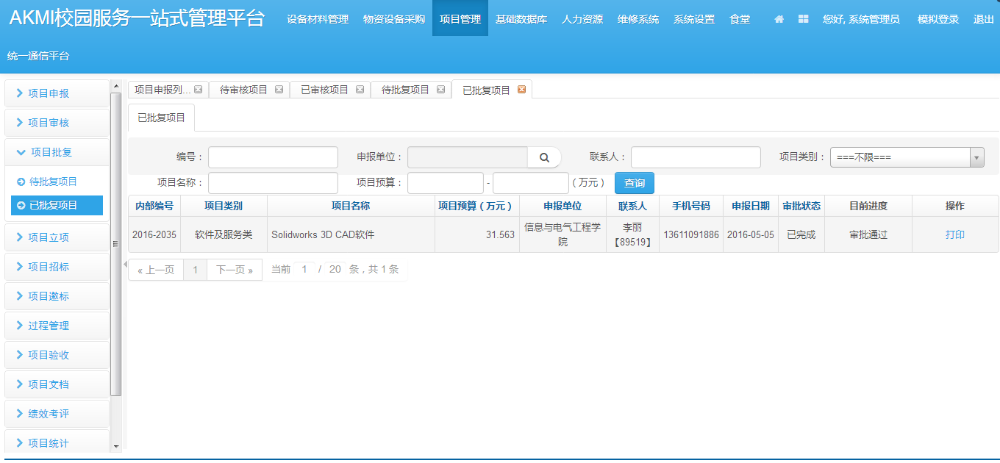 AKMI校园服务一站式管理平台 设备材料管理 物资设备采购 项目管理 基础数据库 人力资源 维修系统 系统设置 食堂 您好, 系统管理员 模拟登录 退出
统一通信平台
项目申报
项目审核
项目批复
待批复项目
已批复项目
项目立项
项目招标
项目邀标
过程管理
项目验收
项目文档
绩效考评
项目统计
项目申报列... 待审核项目 已审核项目 待批复项目 已批复项目
已批复项目
编号： 申报单位： 联系人： 项目类别： ===不限===
项目名称： 项目预算： - （万元） 查询
内部编号 项目类别 项目名称 项目预算（万元） 申报单位 联系人 手机号码 申报日期 审批状态 目前进度 操作
2016-2035 软件及服务类 Solidworks 3D CAD软件 31.563 信息与电气工程学院 李丽【89519】 13611091886 2016-05-05 已完成 审批通过 打印
« 上一页 1 下一页 » 当前 1 / 20 条，共 1 条